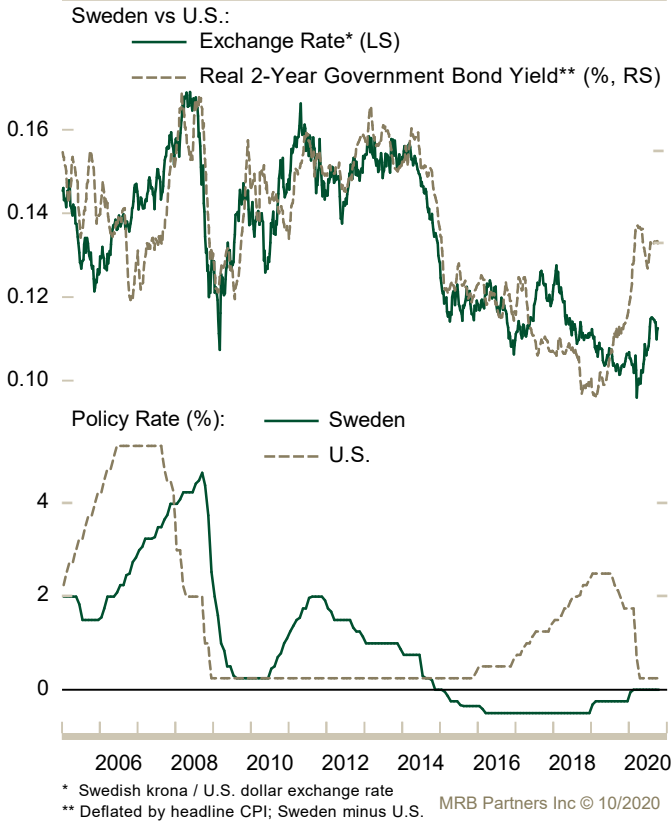 Sweden vs U.S.:
Exchange Rate* (LS)
Real 2-Year Government Bond Yield** (%, RS)
0.16
0.14
0.12
0.10
Policy Rate (%):
Sweden
U.S.
4
2
0
2006 2008 2010 2012 2014 2016 2018 2020
* Swedish krona / U.S. dollar exchange rate
** Deflated by headline CPI; Sweden minus U.S.
MRB Partners Inc © 10/2020